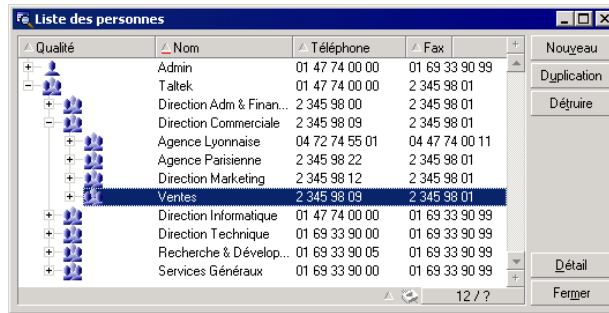 Liste des personnes
Qualité Nom Téléphone Fax
Admin 01 47 74 00 00 01 69 33 90 99
Taltek 01 47 74 00 00 2 345 98 01
Direction Adm & Finan... 2 345 98 00 2 345 98 01
Direction Commerciale 2 345 98 09 2 345 98 01
Agence Lyonnaise 04 72 74 55 01 04 47 74 00 11
Agence Parisienne 2 345 98 22 2 345 98 01
Direction Marketing 2 345 98 12 2 345 98 01
Ventes 2 345 98 09 2 345 98 01
Direction Informatique 01 47 74 00 00 01 69 33 90 99
Direction Technique 01 69 33 90 00 01 69 33 90 99
Recherche & Dévelop... 01 69 33 90 05 01 69 33 90 99
Services Généraux 01 69 33 90 00 01 69 33 90 99
12 / ?
Nouveau
Duplication
Détruire
Détail
Fermer